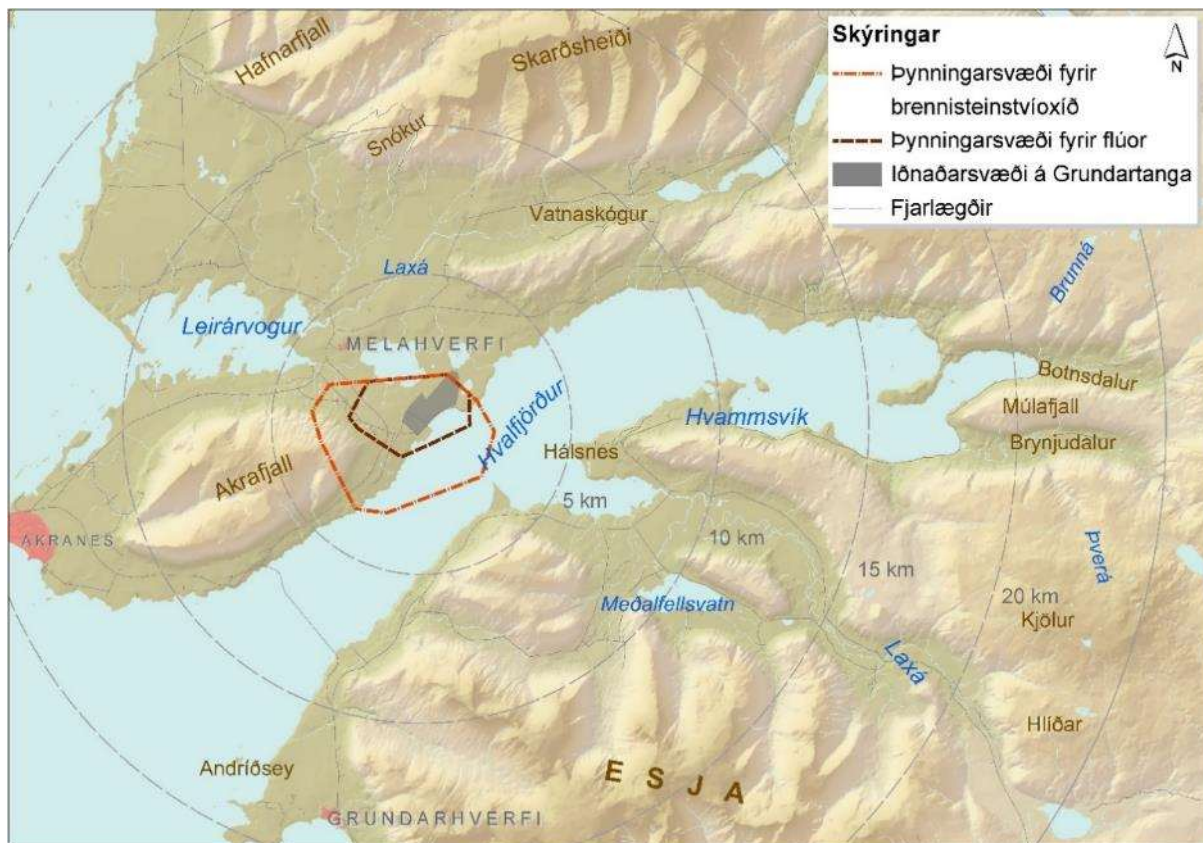 Skýringar
N
Þynningarsvæði fyrir
brennisteinstvíoxíð
Þynningarsvæði fyrir flúor
Iðnaðarsvæði á Grundartanga
Fjarlægðir
Hafnarfjall
Skarðsheiði
Snókur
Vatnaskógur
Laxá
Brunná
Leirárvogur
MELAHVERFI
Botnsdalur
Múlafjall
Hvalfjörður
Hvammsvík
Brynjudalur
Hálsnes
Akrafjall
5 km
10 km
AKRANES
15 km
Þverá
20 km
Meðalfellsvatn
Kjölur
Laxá
Hlíðar
Andríðsey
ESJA
GRUNDARHVERFI